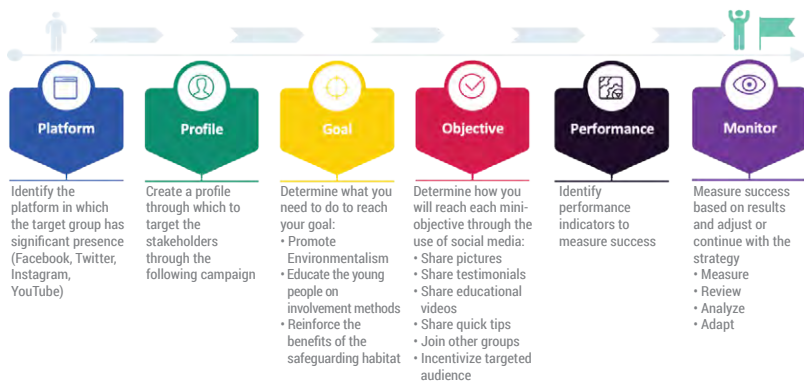 Platform
Identify the
platform in which
the target group has
significant presence
(Facebook, Twitter,
Instagram,
YouTube)
Profile
Create a profile
through which to
target the
stakeholders
through the
following campaign
Goal
Determine what you
need to do to reach
your goal:
• Promote
Environmentalism
• Educate the young
people on
involvement methods
• Reinforce the
benefits of the
safeguarding habitat
Objective
Determine how you
will reach each mini-
objective through the
use of social media:
• Share pictures
• Share testimonials
• Share educational
videos
• Share quick tips
• Join other groups
• Incentivize targeted
audience
Performance
Identify
performance
indicators to
measure success
Monitor
Measure success
based on results
and adjust or
continue with the
strategy
• Measure
• Review
• Analyze
• Adapt